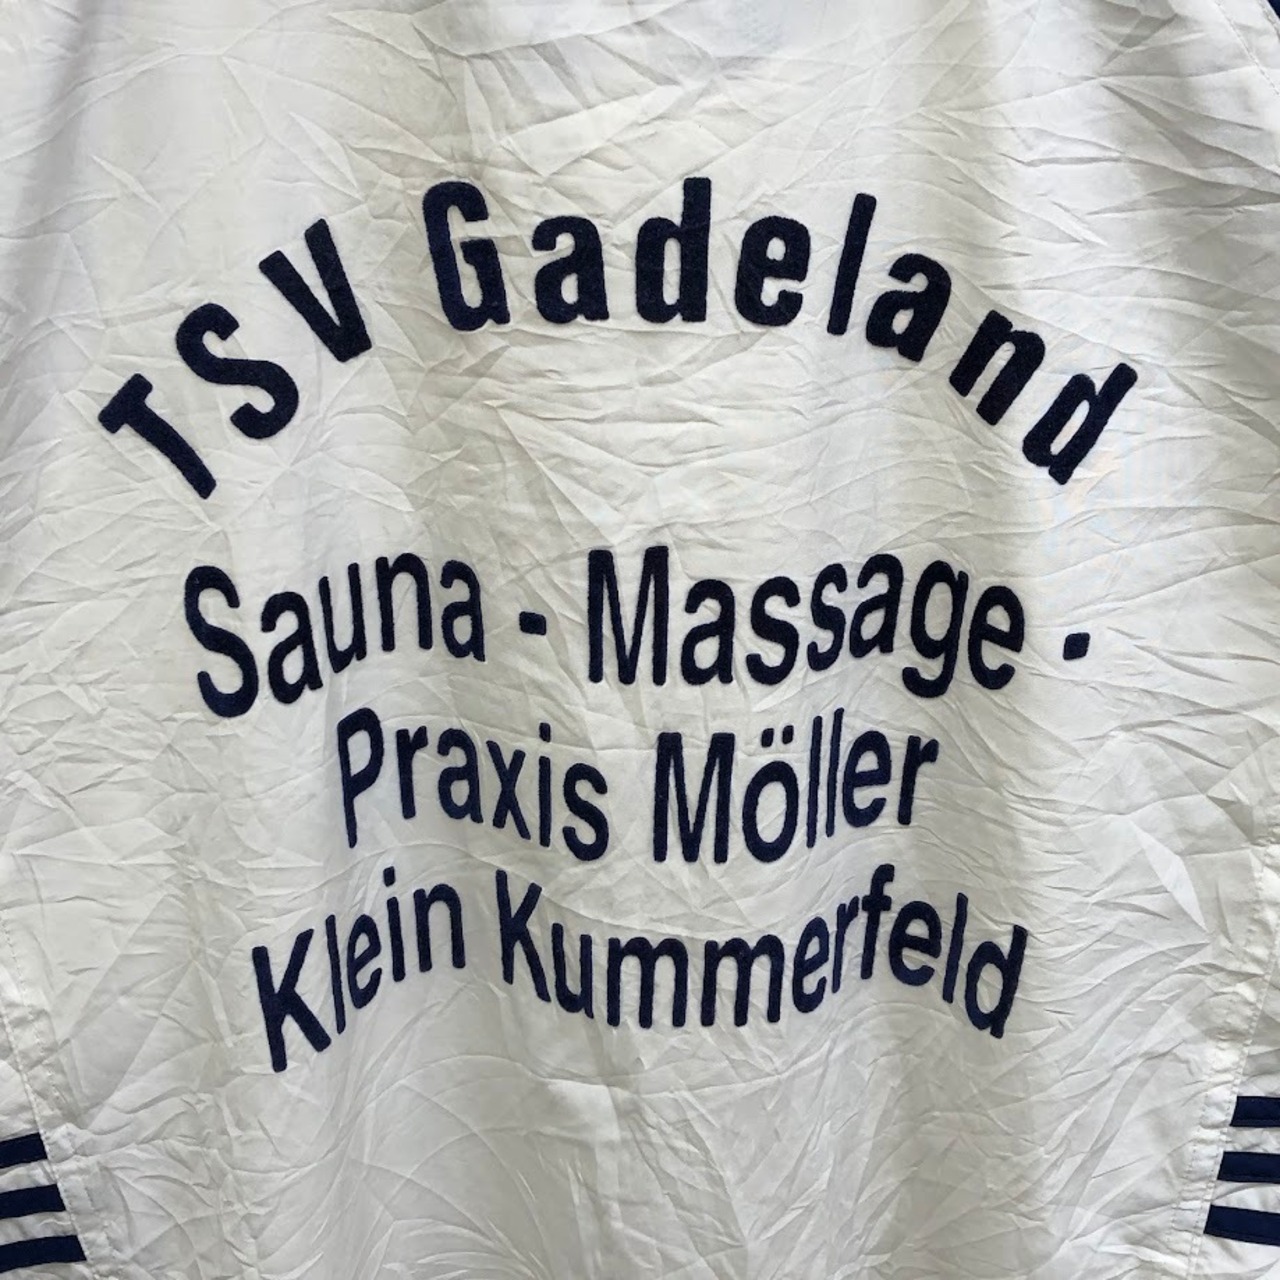 TSV Gadeland
Sauna - Massage -
Praxis Möller
Klein Kummerfeld